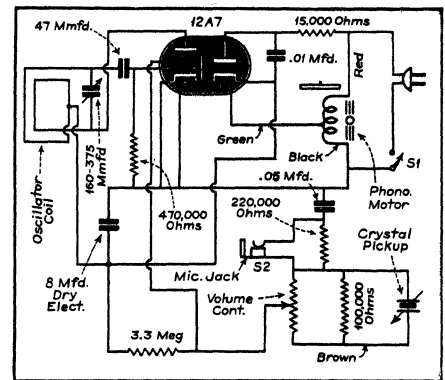 12A7
47 Mmfd.
15,000 Ohms
.01 Mfd.
Red
Green
Black
S1
Oscillator
Coil
160-375
Mmfd
470,000
Ohms
.05 Mfd.
220,000
Ohms
Phono.
Motor
Crystal
Pickup
Mic. Jack
S2
8 Mfd.
Dry
Elect.
Volume
Cont.
100,000
Ohms
3.3 Meg
Brown